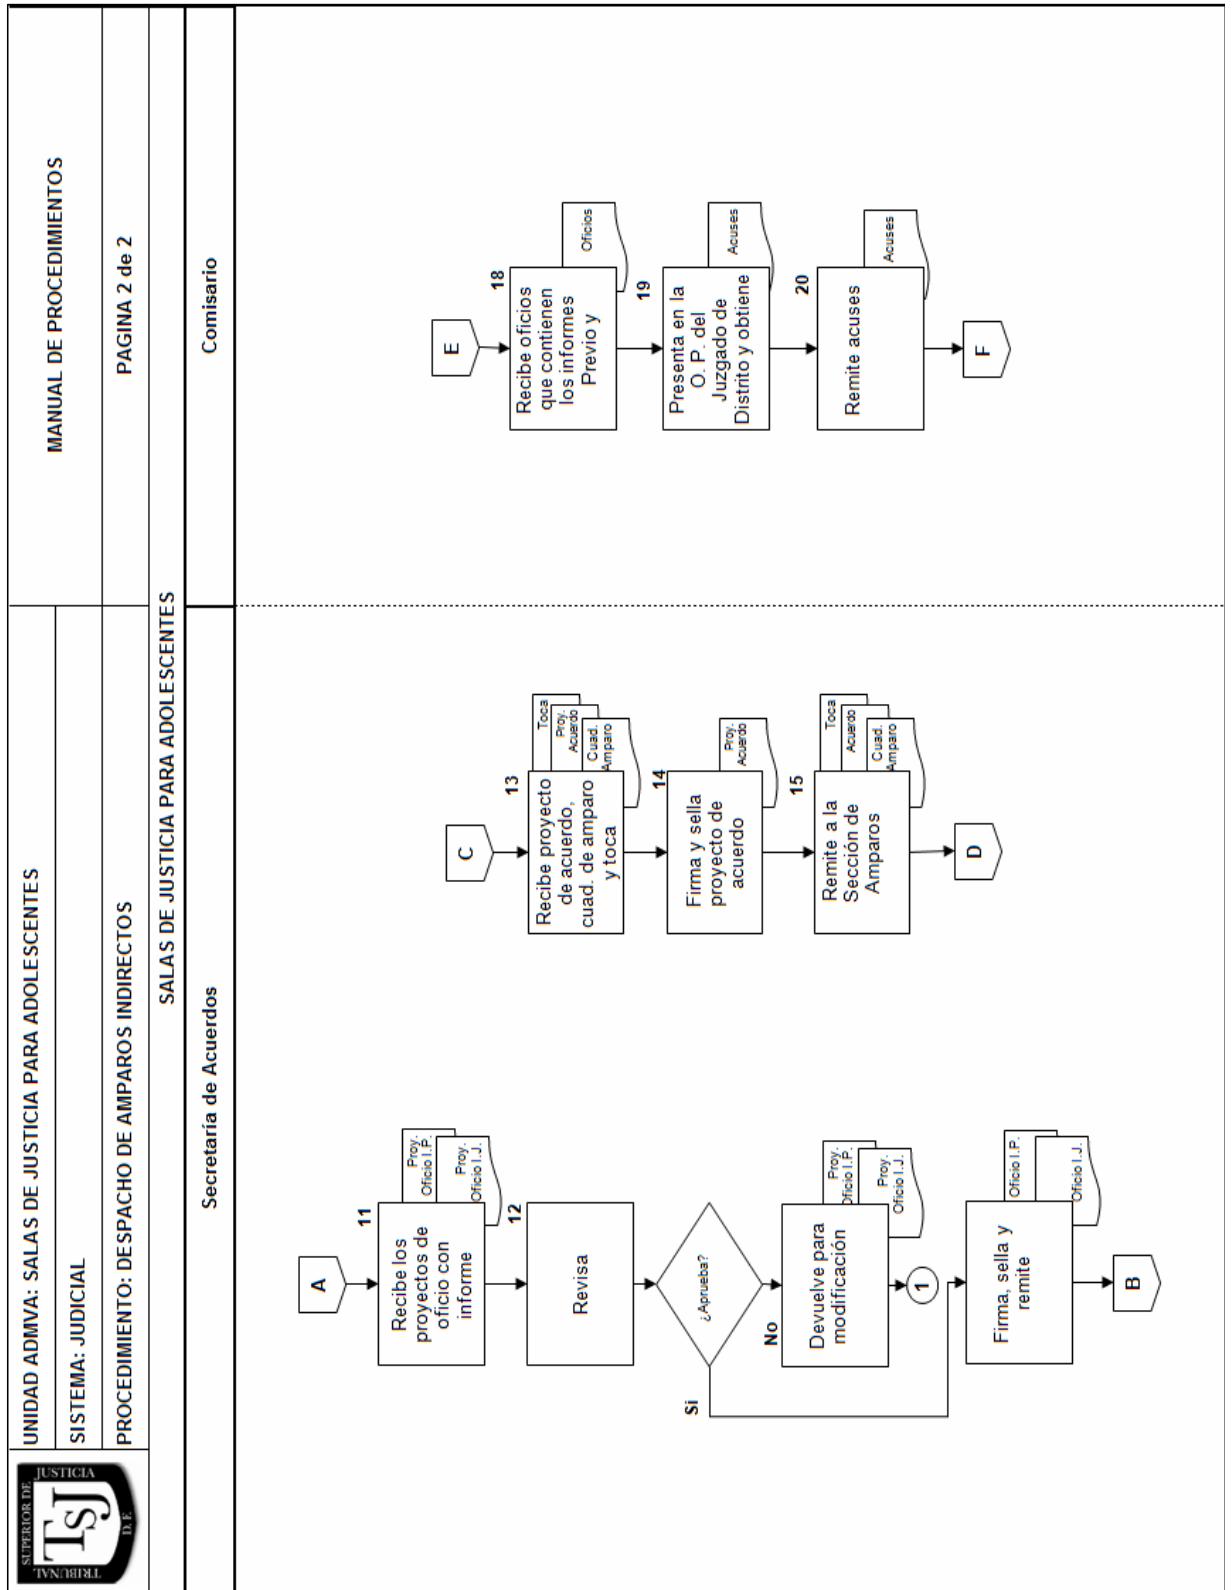 TRIBUNAL
SUPERIOR DE
JUSTICIA
TSJ
D. F.
UNIDAD ADMVA: SALAS DE JUSTICIA PARA ADOLESCENTES
MANUAL DE PROCEDIMIENTOS
SISTEMA: JUDICIAL
PROCEDIMIENTO: DESPACHO DE AMPAROS INDIRECTOS
PAGINA 2 de 2
SALAS DE JUSTICIA PARA ADOLESCENTES
Secretaría de Acuerdos
Comisario
A
11
Recibe los
proyectos de
oficio con
informe
Proy.
Oficio I.P.
Proy.
Oficio I.J.
12
Revisa
¿Aprueba?
No
Si
Devuelve para
modificación
Proy.
Oficio I.P.
Proy.
Oficio I.J.
1
Firma, sella y
remite
Oficio I.P.
Oficio I.J.
B
C
13
Recibe proyecto
de acuerdo,
cuad. de amparo
y toca
Toca
Proy.
Acuerdo
Cuad.
Amparo
14
Firma y sella
proyecto de
acuerdo
Proy.
Acuerdo
15
Remite a la
Sección de
Amparos
Toca
Acuerdo
Cuad.
Amparo
D
E
18
Recibe oficios
que contienen
los informes
Previo y
Oficios
19
Presenta en la
O. P. del
Juzgado de
Distrito y obtiene
Acuses
20
Remite acuses
Acuses
F